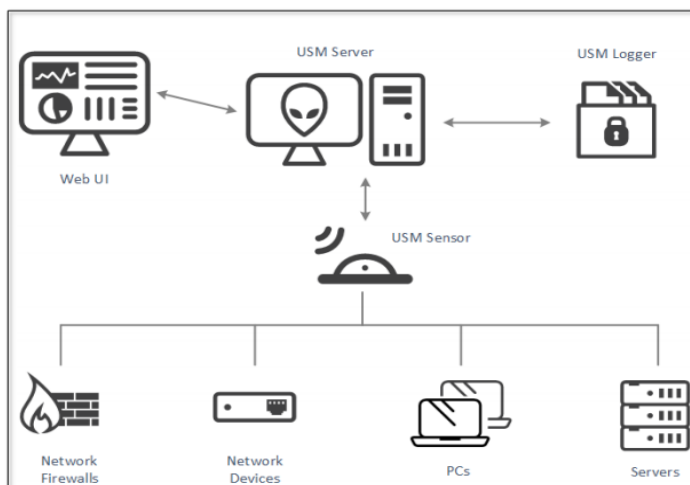 USM Server
USM Logger
Web UI
USM Sensor
Network
Firewalls
Network
Devices
PCs
Servers